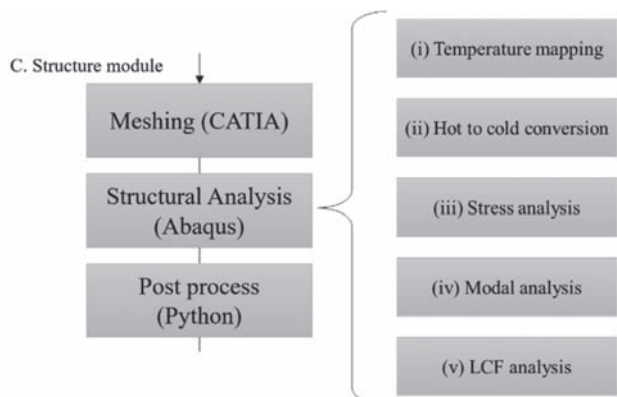 C. Structure module
Meshing (CATIA)
Structural Analysis
(Abaqus)
Post process
(Python)
(i) Temperature mapping
(ii) Hot to cold conversion
(iii) Stress analysis
(iv) Modal analysis
(v) LCF analysis